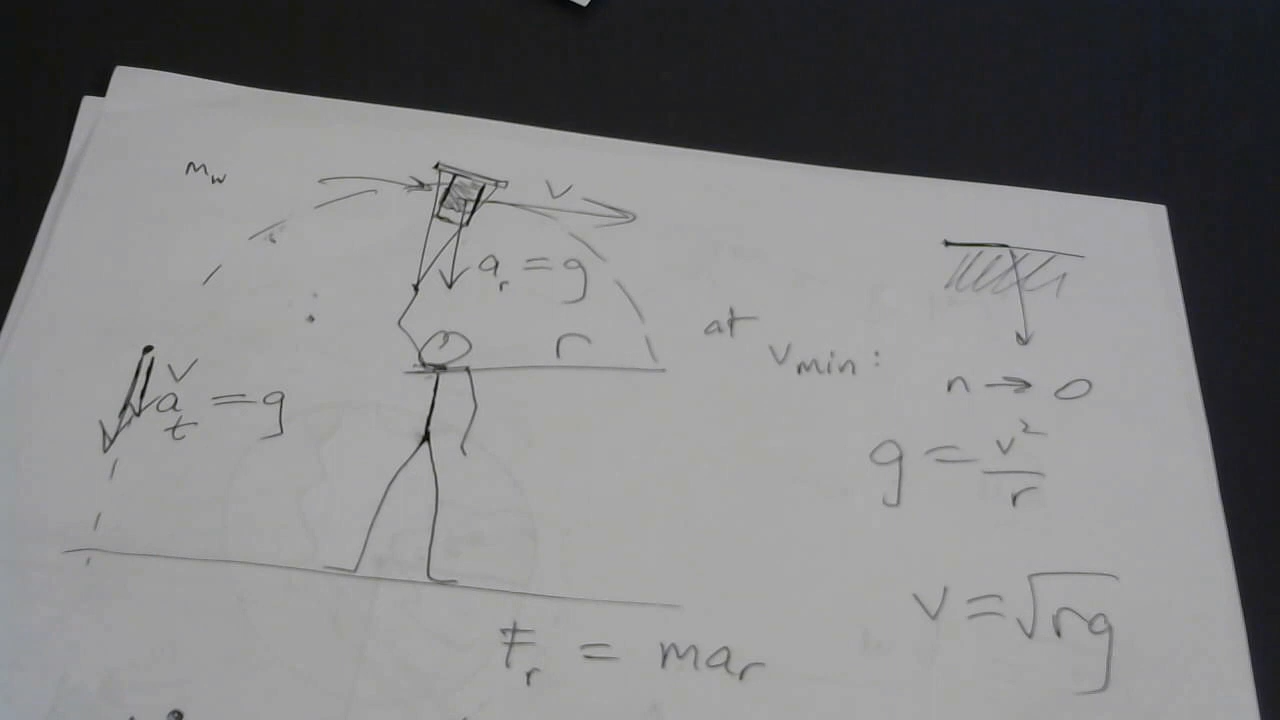 m_w
v
a_r = g
r
v
a_t = g
at
v_min:
n → 0
g = v²/r
v = √rg
F_r = ma_r